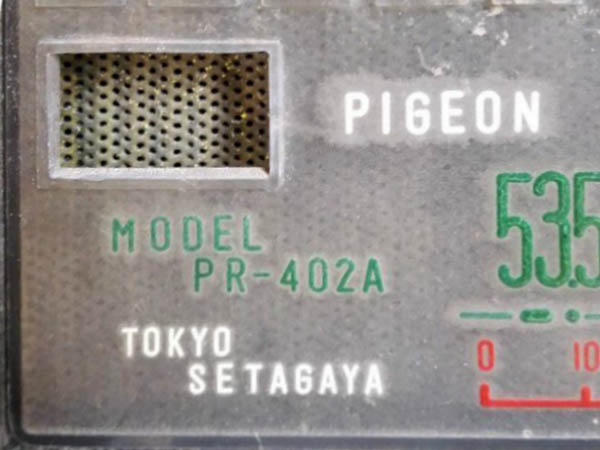 PIGEON
53.5
MODEL
PR-402A
0 10
TOKYO
SETAGAYA